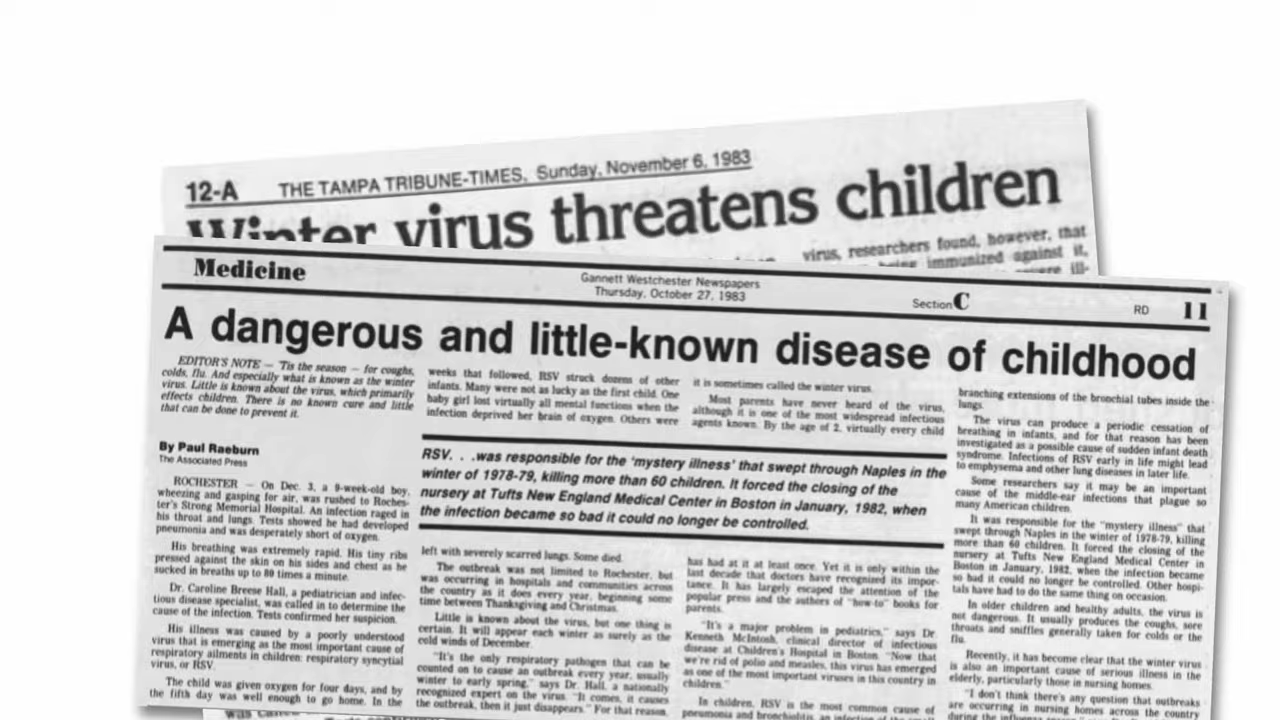 12-A THE TAMPA TRIBUNE-TIMES, Sunday, November 6, 1983
Winter virus threatens children
virus, researchers found, however, that
being immunized against it,
ill-
Medicine
Gannett Westchester Newspapers
Thursday, October 27, 1983
Section C
RD 11
A dangerous and little-known disease of childhood
EDITOR'S NOTE — 'Tis the season — for coughs,
colds, flu. And especially what is known as the winter
virus. Little is known about the virus, which primarily
effects children. There is no known cure and little
that can be done to prevent it.
By Paul Raeburn
The Associated Press
ROCHESTER — On Dec. 3, a 9-week-old boy,
wheezing and gasping for air, was rushed to Roches-
ter's Strong Memorial Hospital. An infection raged in
his throat and lungs. Tests showed he had developed
pneumonia and was desperately short of oxygen.
His breathing was extremely rapid. His tiny ribs
pressed against the skin on his sides and chest as he
sucked in breaths up to 80 times a minute.
Dr. Caroline Breese Hall, a pediatrician and infec-
tious disease specialist, was called in to determine the
cause of the infection. Tests confirmed her suspicion.
His illness was caused by a poorly understood
virus that is emerging as the most important cause of
respiratory ailments in children: respiratory syncytial
virus, or RSV.
The child was given oxygen for four days, and by
the fifth day was well enough to go home. In the
weeks that followed, RSV struck dozens of other
infants. Many were not as lucky as the first child. One
baby girl lost virtually all mental functions when the
infection deprived her brain of oxygen. Others were
RSV. . .was responsible for the 'mystery illness' that swept through Naples in the
winter of 1978-79, killing more than 60 children. It forced the closing of the
nursery at Tufts New England Medical Center in Boston in January, 1982, when
the infection became so bad it could no longer be controlled.
left with severely scarred lungs. Some died.
The outbreak was not limited to Rochester, but
was occurring in hospitals and communities across
the country as it does every year, beginning some
time between Thanksgiving and Christmas.
Little is known about the virus, but one thing is
certain. It will appear each winter as surely as the
cold winds of December.
"It's the only respiratory pathogen that can be
counted on to cause an outbreak every year, usually
winter to early spring," says Dr. Hall, a nationally
recognized expert on the virus. "It comes, it causes
the outbreak, then it just disappears." For that reason,
it is sometimes called the winter virus.
Most parents have never heard of the virus,
although it is one of the most widespread infectious
agents known. By the age of 2, virtually every child
has had at it at least once. Yet it is only within the
last decade that doctors have recognized its impor-
tance. It has largely escaped the attention of the
popular press and the authors of "how-to" books for
parents.
"It's a major problem in pediatrics," says Dr.
Kenneth McIntosh, clinical director of infectious
disease at Children's Hospital in Boston. "Now that
we're rid of polio and measles, this virus has emerged
as one of the most important viruses in this country in
children."
In children, RSV is the most common cause of
pneumonia and bronchiolitis, an infection of the small
branching extensions of the bronchial tubes inside the
lungs.
The virus can produce a periodic cessation of
breathing in infants, and for that reason has been
investigated as a possible cause of sudden infant death
syndrome. Infections of RSV early in life might lead
to emphysema and other lung diseases in later life.
Some researchers say it may be an important
cause of the middle-ear infections that plague so
many American children.
It was responsible for the "mystery illness" that
swept through Naples in the winter of 1978-79, killing
more than 60 children. It forced the closing of the
nursery at Tufts New England Medical Center in
Boston in January, 1982, when the infection became
so bad it could no longer be controlled. Other hospi-
tals have had to do the same thing on occasion.
In older children and healthy adults, the virus is
not dangerous. It usually produces the coughs, sore
throats and sniffles generally taken for colds or the
flu.
Recently, it has become clear that the winter virus
is also an important cause of serious illness in the
elderly, particularly those in nursing homes.
"I don't think there's any question that outbreaks
are occurring in nursing homes across the country
during the influenza